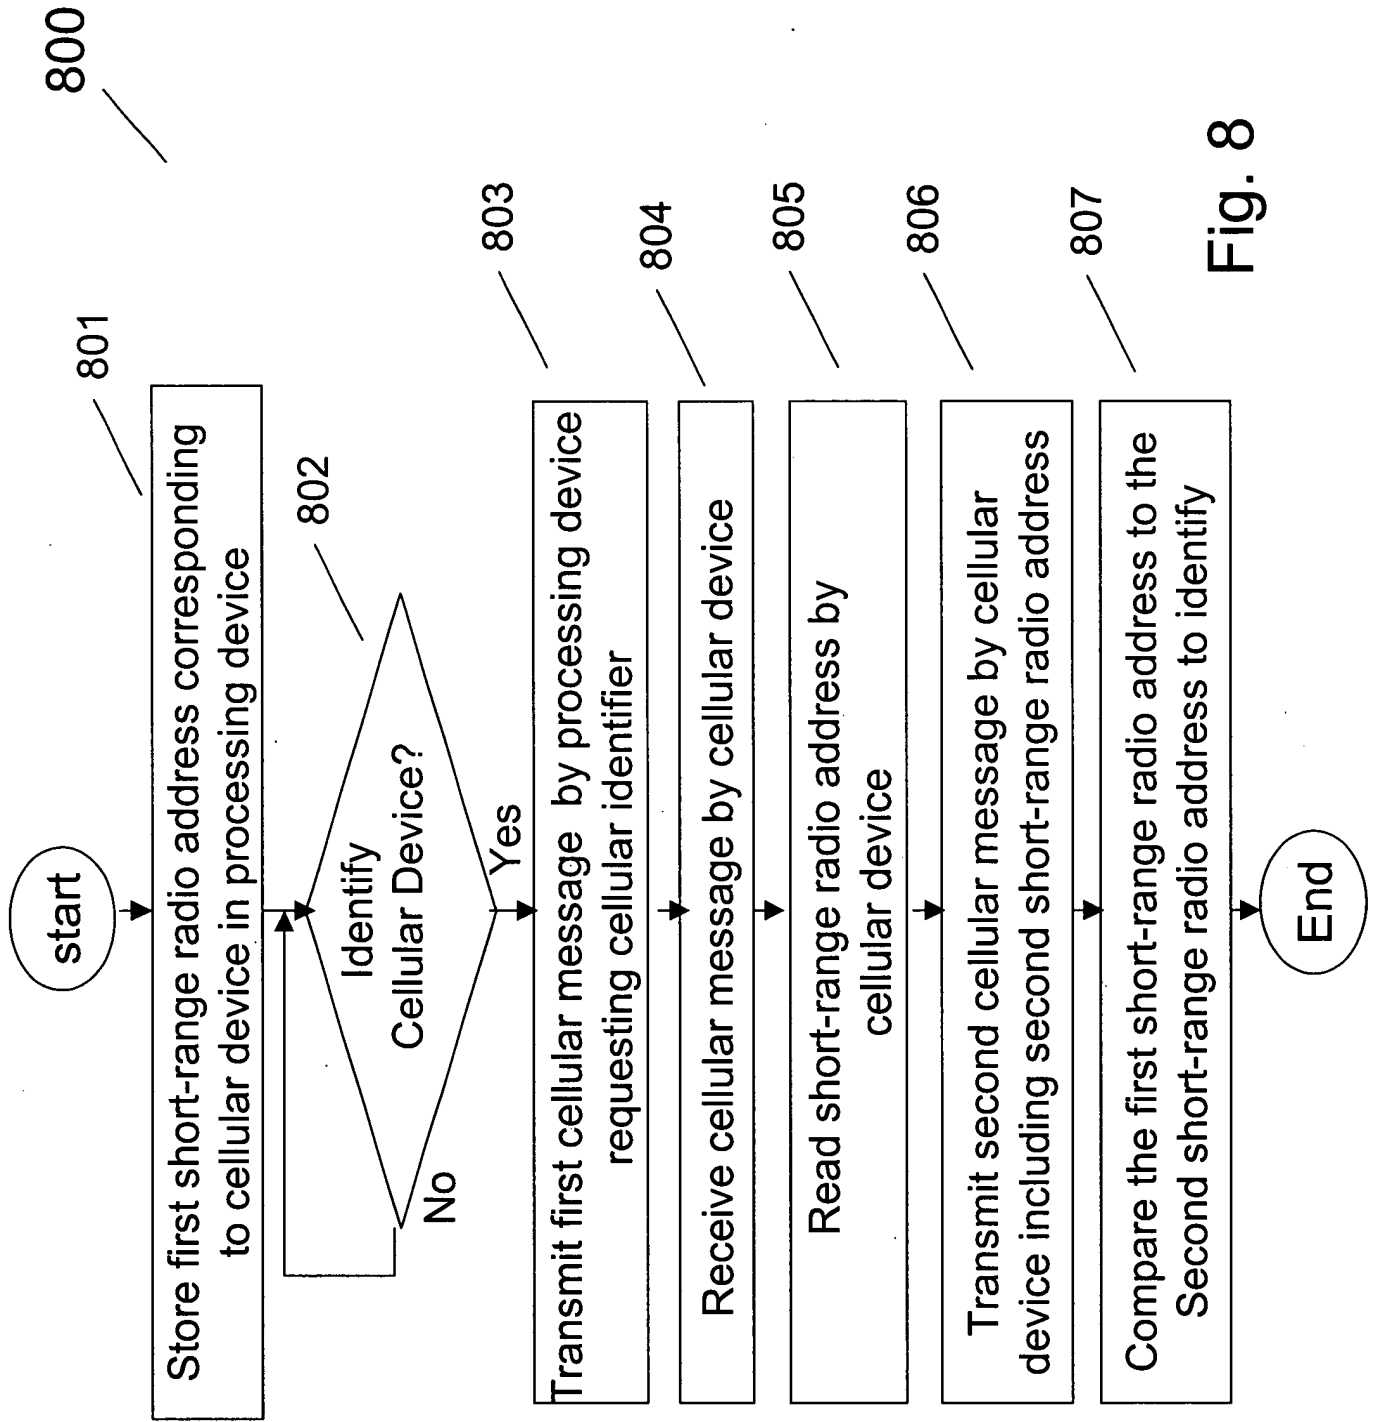 800
start
801
Store first short-range radio address corresponding
to cellular device in processing device
802
Identify
Cellular Device?
No
Yes
803
Transmit first cellular message by processing device
requesting cellular identifier
804
Receive cellular message by cellular device
805
Read short-range radio address by
cellular device
806
Transmit second cellular message by cellular
device including second short-range radio address
807
Compare the first short-range radio address to the
Second short-range radio address to identify
End
Fig. 8